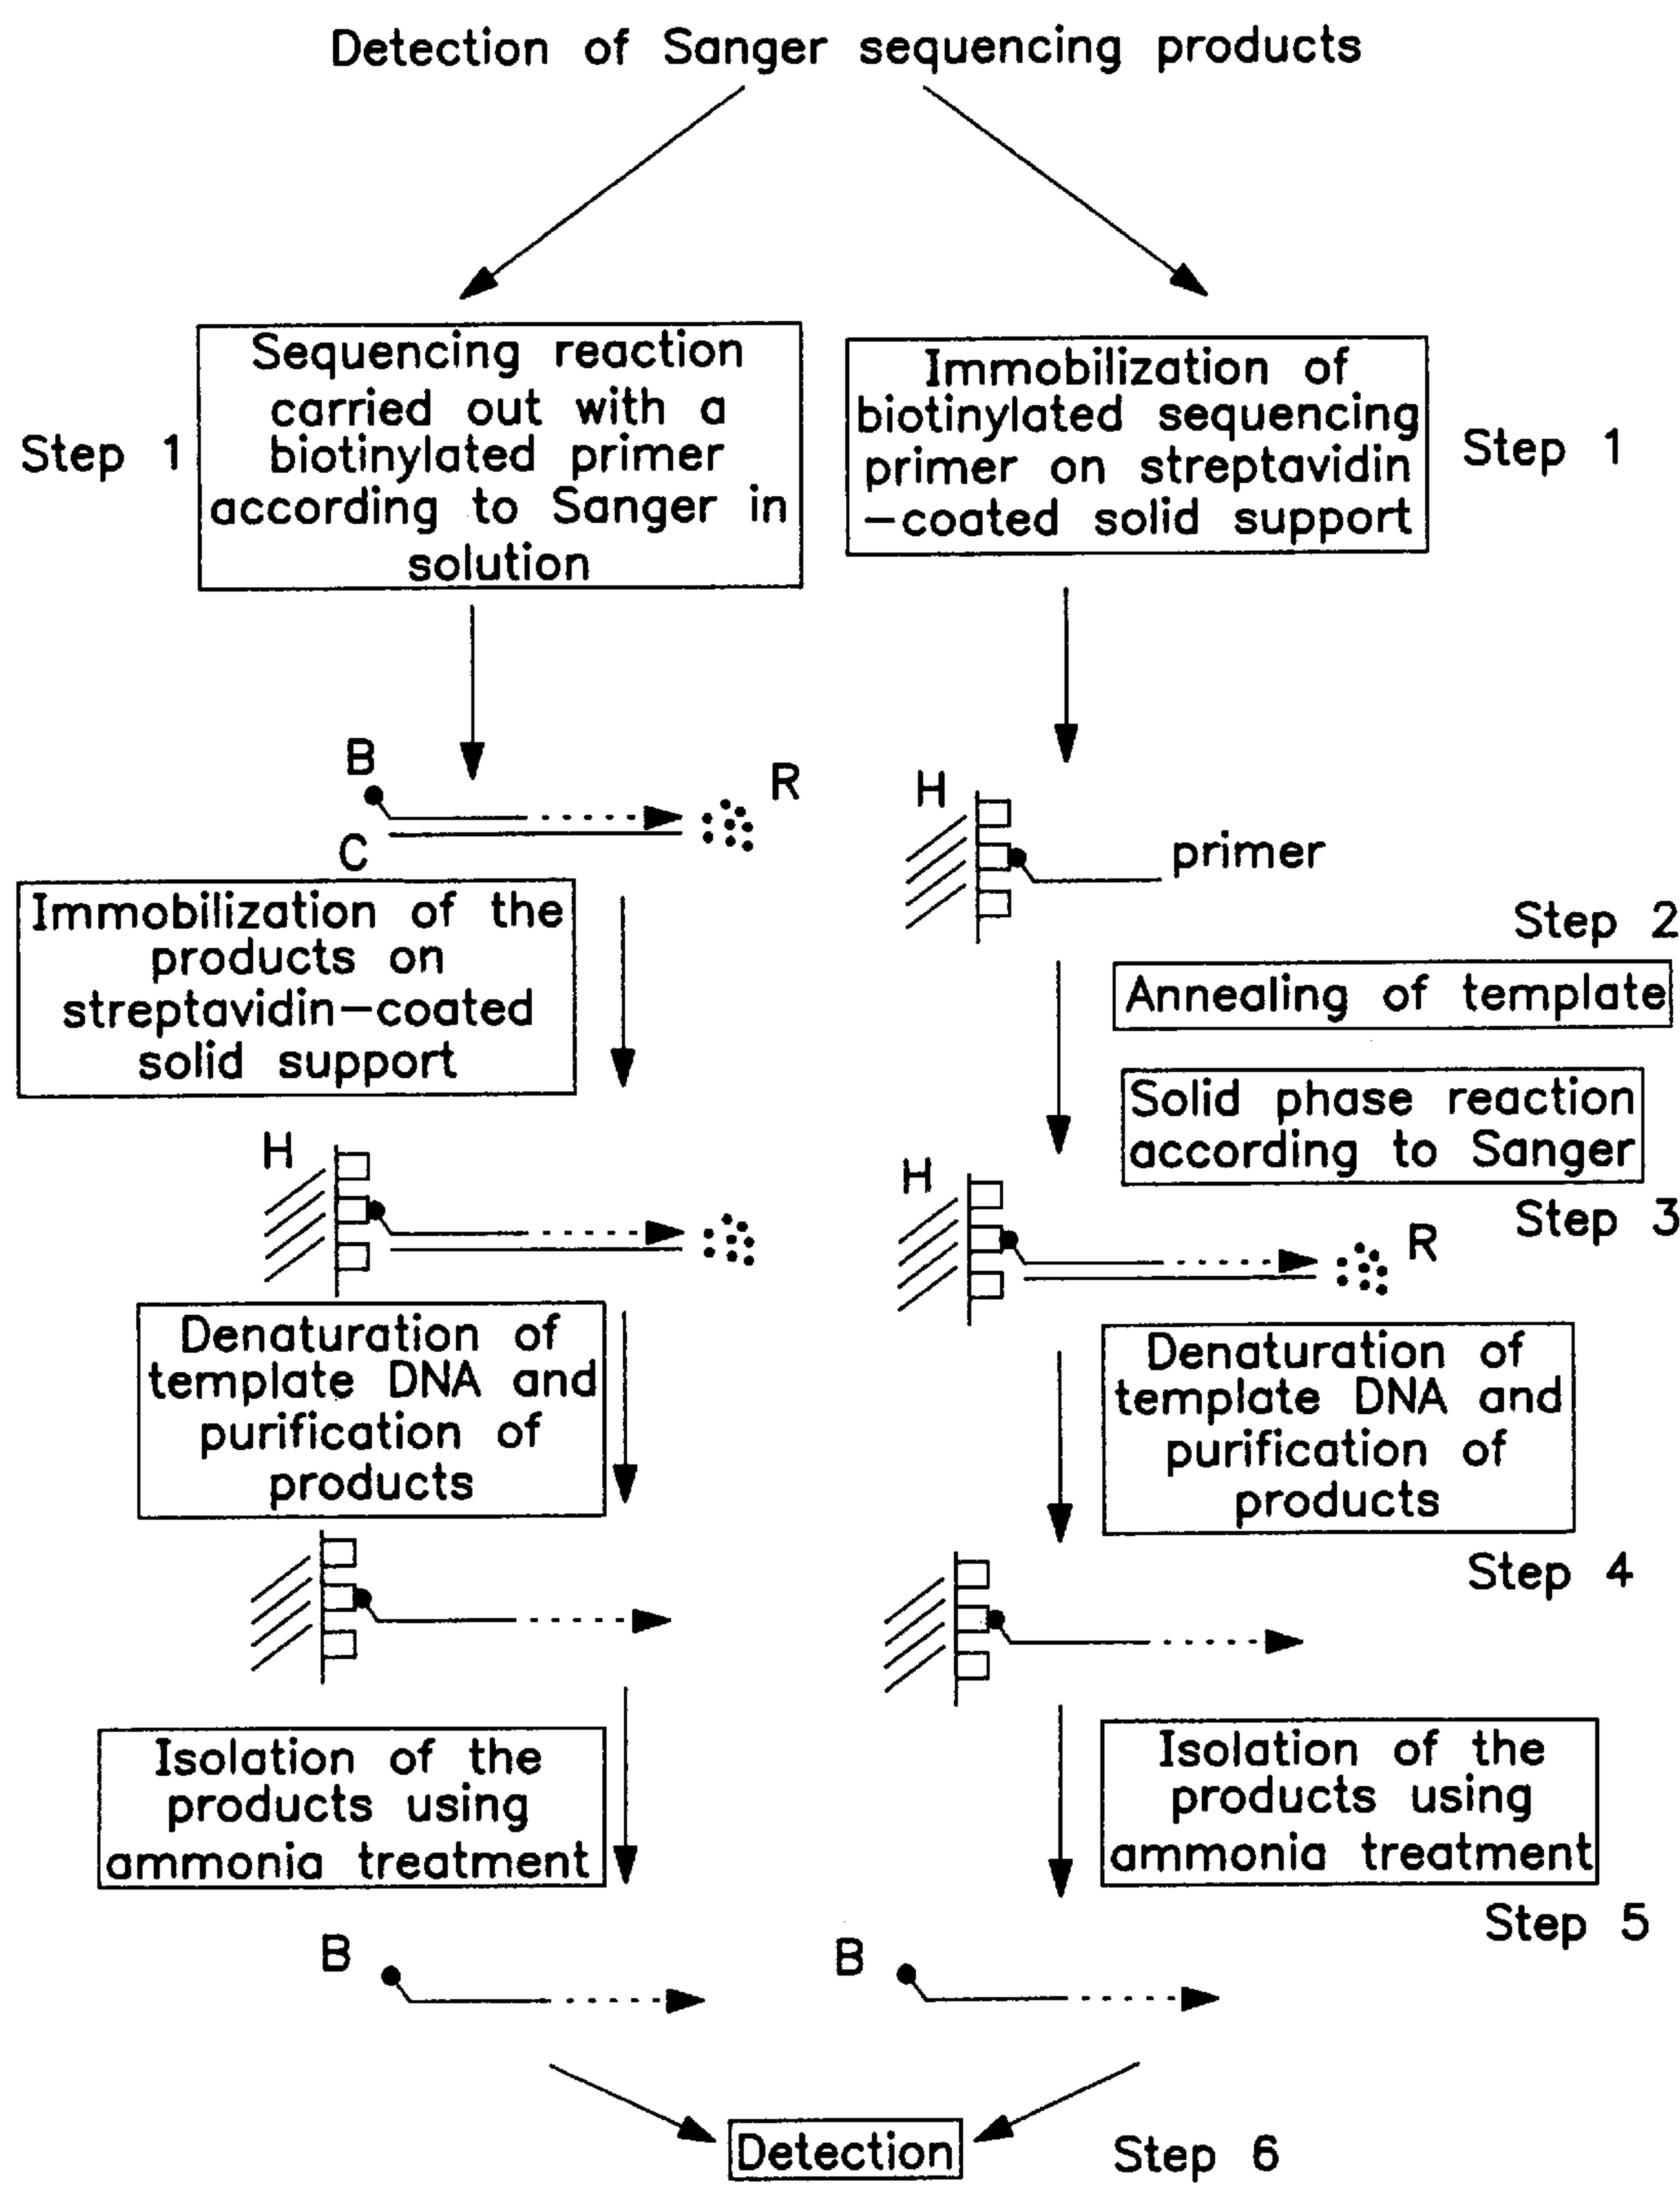 Detection of Sanger sequencing products
Step 1
Sequencing reaction
carried out with a
biotinylated primer
according to Sanger in
solution
Immobilization of
biotinylated sequencing
primer on streptavidin
-coated solid support
Step 1
B
R
C
H
primer
Immobilization of the
products on
streptavidin-coated
solid support
Step 2
Annealing of template
Solid phase reaction
according to Sanger
Step 3
H
H
R
Denaturation of
template DNA and
purification of
products
Denaturation of
template DNA and
purification of
products
Step 4
Isolation of the
products using
ammonia treatment
Isolation of the
products using
ammonia treatment
Step 5
B
B
Detection
Step 6